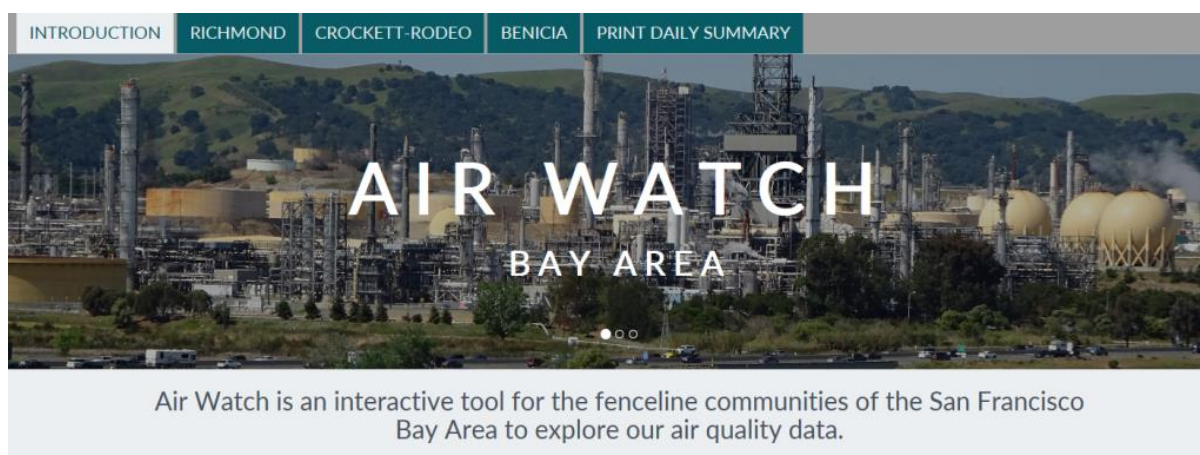 INTRODUCTION
RICHMOND
CROCKETT-RODEO
BENICIA
PRINT DAILY SUMMARY
AIR WATCH
BAY AREA
Air Watch is an interactive tool for the fenceline communities of the San Francisco
Bay Area to explore our air quality data.